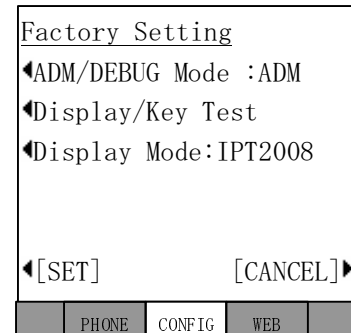 Factory Setting
ADM/DEBUG Mode :ADM
Display/Key Test
Display Mode:IPT2008
[SET] [CANCEL]
PHONE CONFIG WEB